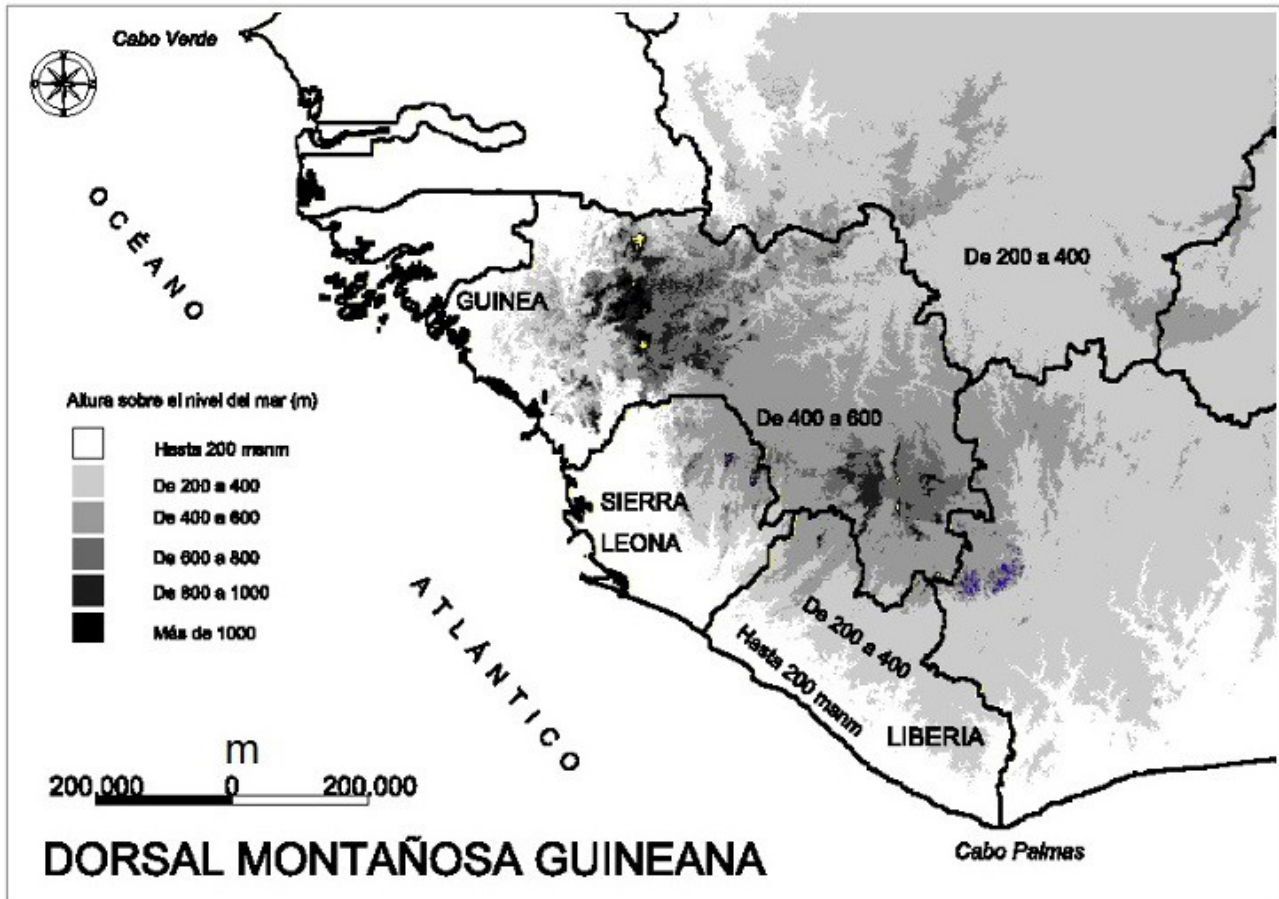 Cabo Verde
OCÉANO
De 200 a 400
GUINEA
Altura sobre el nivel del mar (m)
Hasta 200 msnm
De 200 a 400
De 400 a 600
De 600 a 800
De 800 a 1000
Más de 1000
De 400 a 600
SIERRA
LEONA
ATLÁNTICO
De 200 a 400
Hasta 200 msnm
LIBERIA
m
200,000 0 200,000
DORSAL MONTAÑOSA GUINEANA
Cabo Palmas